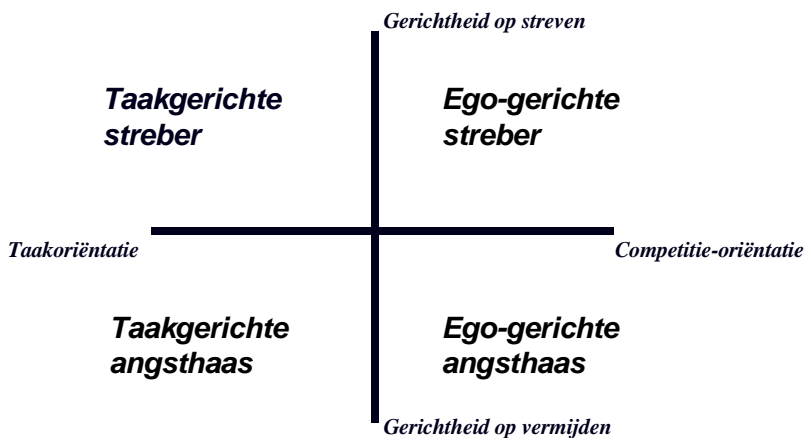 Gerichtheid op streven
Taakgerichte
streber
Ego-gerichte
streber
Taakoriëntatie
Competitie-oriëntatie
Taakgerichte
angsthaas
Ego-gerichte
angsthaas
Gerichtheid op vermijden